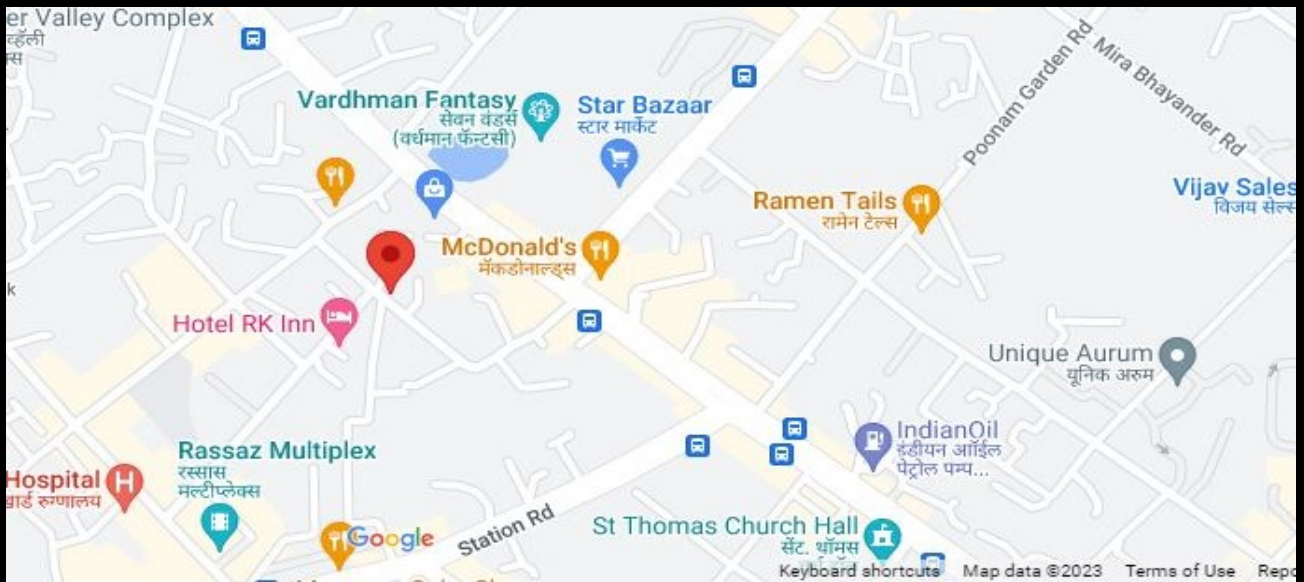 er Valley Complex
व्हॅली
Vardhman Fantasy
सेवन वंडर्स
(वर्धमान फॅन्टसी)
Star Bazaar
स्टार मार्केट
Poonam Garden Rd
Mira Bhayander Rd
Vijay Sales
विजय सेल्स
Ramen Tails
रामेन टेल्स
McDonald's
मॅकडोनाल्ड्स
k
Hotel RK Inn
Unique Aurum
यूनिक अरुम
IndianOil
इंडीयन ऑईल
पेट्रोल पम्प...
Rassaz Multiplex
रस्सास
मल्टीप्लेक्स
Hospital
H
र्ड रुग्णालय
Google
Station Rd
St Thomas Church Hall
सेंट. थॉमस
Keyboard shortcuts
Map data ©2023
Terms of Use
Repo